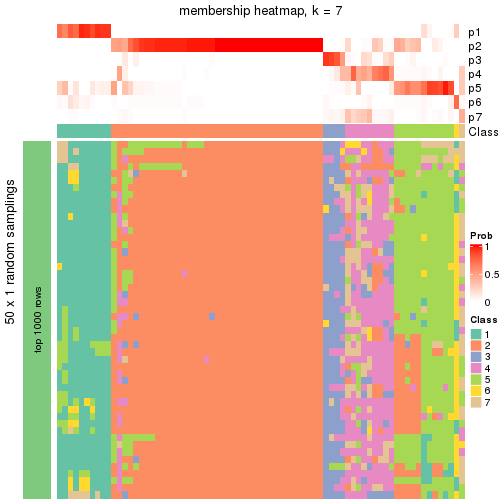 membership heatmap, k = 7
p1
p2
p3
p4
p5
p6
p7
Class
50 x 1 random samplings
top 1000 rows
Prob
1
0.5
0
Class
1
2
3
4
5
6
7